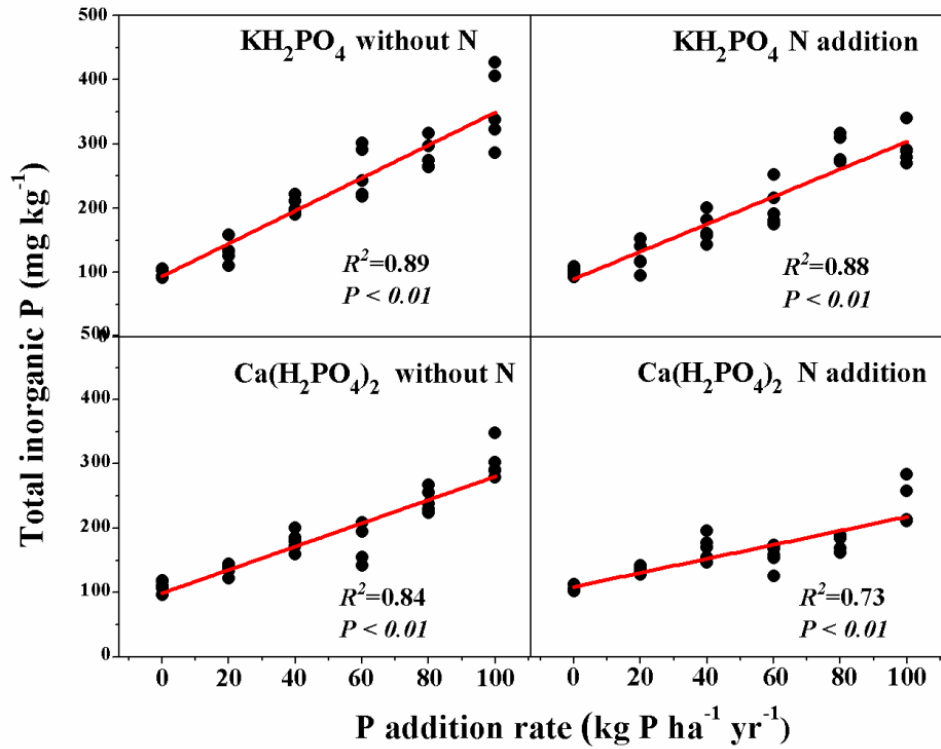 500
400
300
200
100
0
KH₂PO₄ without N
R²=0.89
P < 0.01
KH₂PO₄ N addition
R²=0.88
P < 0.01
500
400
300
200
100
0
Ca(H₂PO₄)₂ without N
R²=0.84
P < 0.01
Ca(H₂PO₄)₂ N addition
R²=0.73
P < 0.01
0 20 40 60 80 100 0 20 40 60 80 100
Total inorganic P (mg kg⁻¹)
P addition rate (kg P ha⁻¹ yr⁻¹)